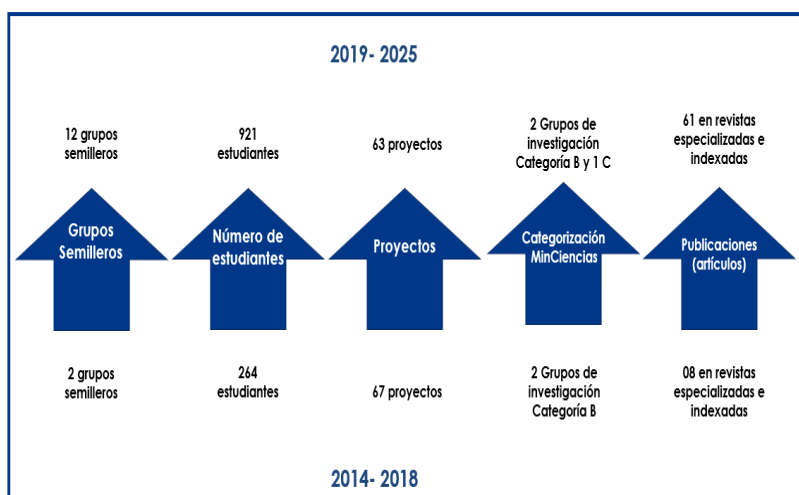 2019- 2025
12 grupos
semilleros
921
estudiantes
63 proyectos
2 Grupos de
investigación
Categoría B y 1 C
61 en revistas
especializadas e
indexadas
Grupos
Semilleros
Número de
estudiantes
Proyectos
Categorización
MinCiencias
Publicaciones
(artículos)
2 grupos
semilleros
264
estudiantes
67 proyectos
2 Grupos de
investigación
Categoría B
08 en revistas
especializadas e
indexadas
2014- 2018